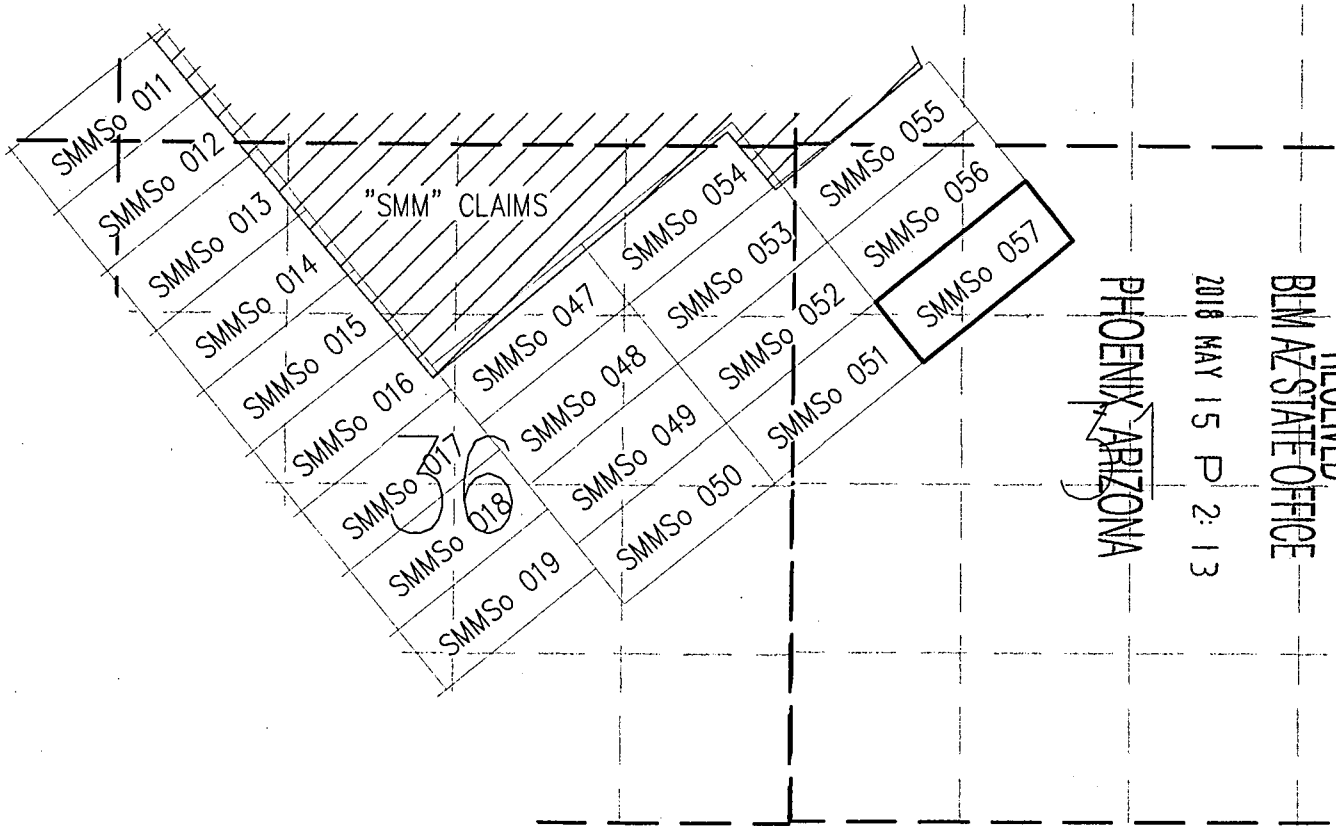 SMMSo 011
SMMSo 012
SMMSo 013
SMMSo 014
SMMSo 015
SMMSo 016
SMMSo 017
SMMSo 018
SMMSo 019
"SMM" CLAIMS
36
SMMSo 047
SMMSo 048
SMMSo 049
SMMSo 050
SMMSo 054
SMMSo 053
SMMSo 052
SMMSo 051
SMMSo 055
SMMSo 056
SMMSo 057
RECEIVED
BLM AZ STATE OFFICE
2018 MAY 15 P 2:13
PHOENIX, ARIZONA